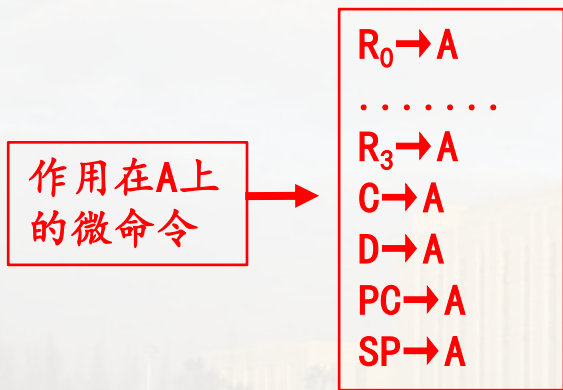 作用在A上
的微命令
R₀→A
.......
R₃→A
C→A
D→A
PC→A
SP→A